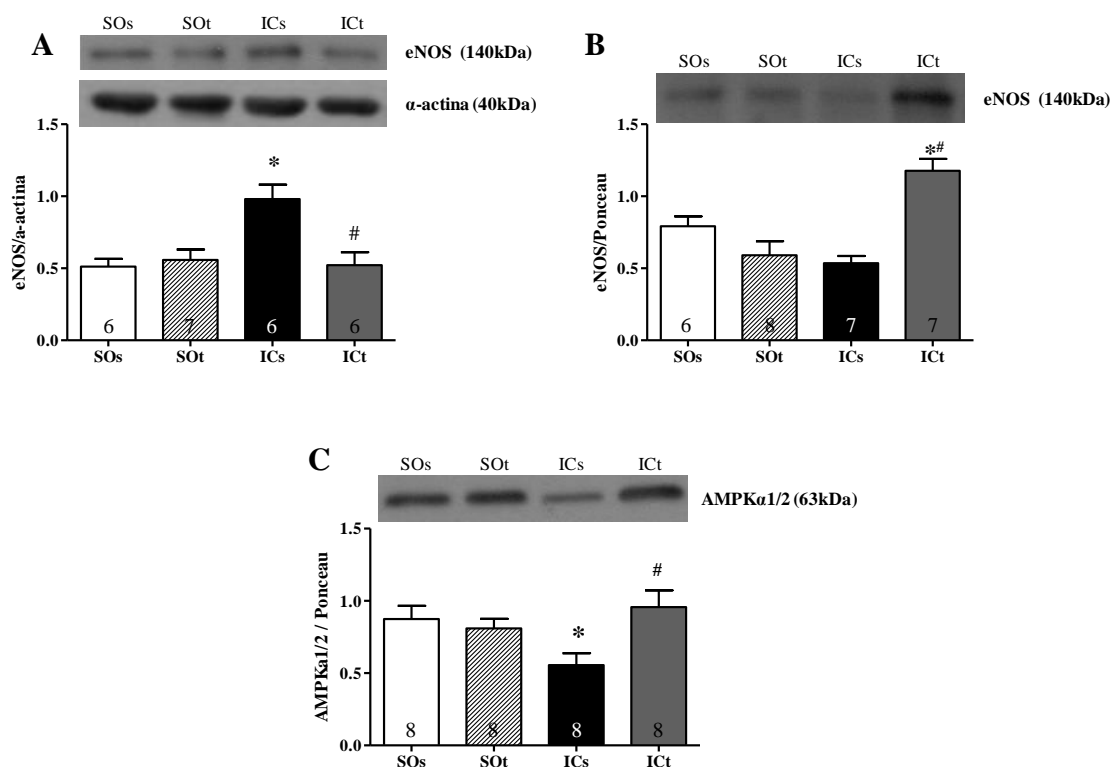 A
SOs SOt ICs ICt
eNOS (140kDa)
α-actina (40kDa)
eNOS/a-actina
1.5
1.0
0.5
0.0
*
#
6 7 6 6
SOs SOt ICs ICt
B
SOs SOt ICs ICt
eNOS (140kDa)
eNOS/Ponceau
1.5
1.0
0.5
0.0
*#
6 8 7 7
SOs SOt ICs ICt
C
SOs SOt ICs ICt
AMPKα1/2 (63kDa)
AMPKa1/2 / Ponceau
1.5
1.0
0.5
0.0
*
#
8 8 8 8
SOs SOt ICs ICt